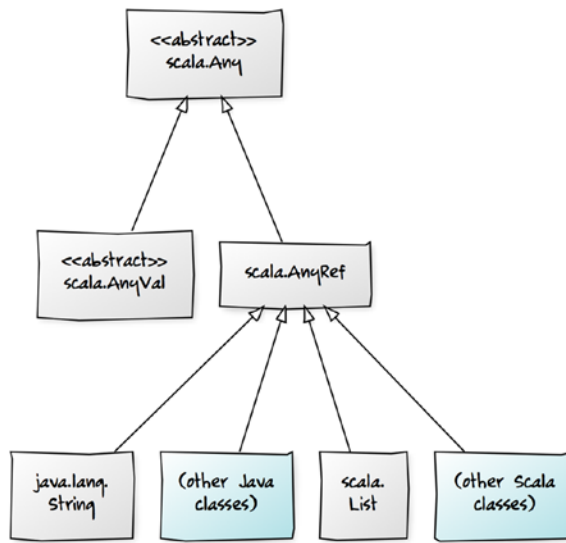 <<abstract>>
scala.Any
<<abstract>>
scala.AnyVal
scala.AnyRef
java.lang.
String
(other Java
classes)
scala.
List
(other Scala
classes)